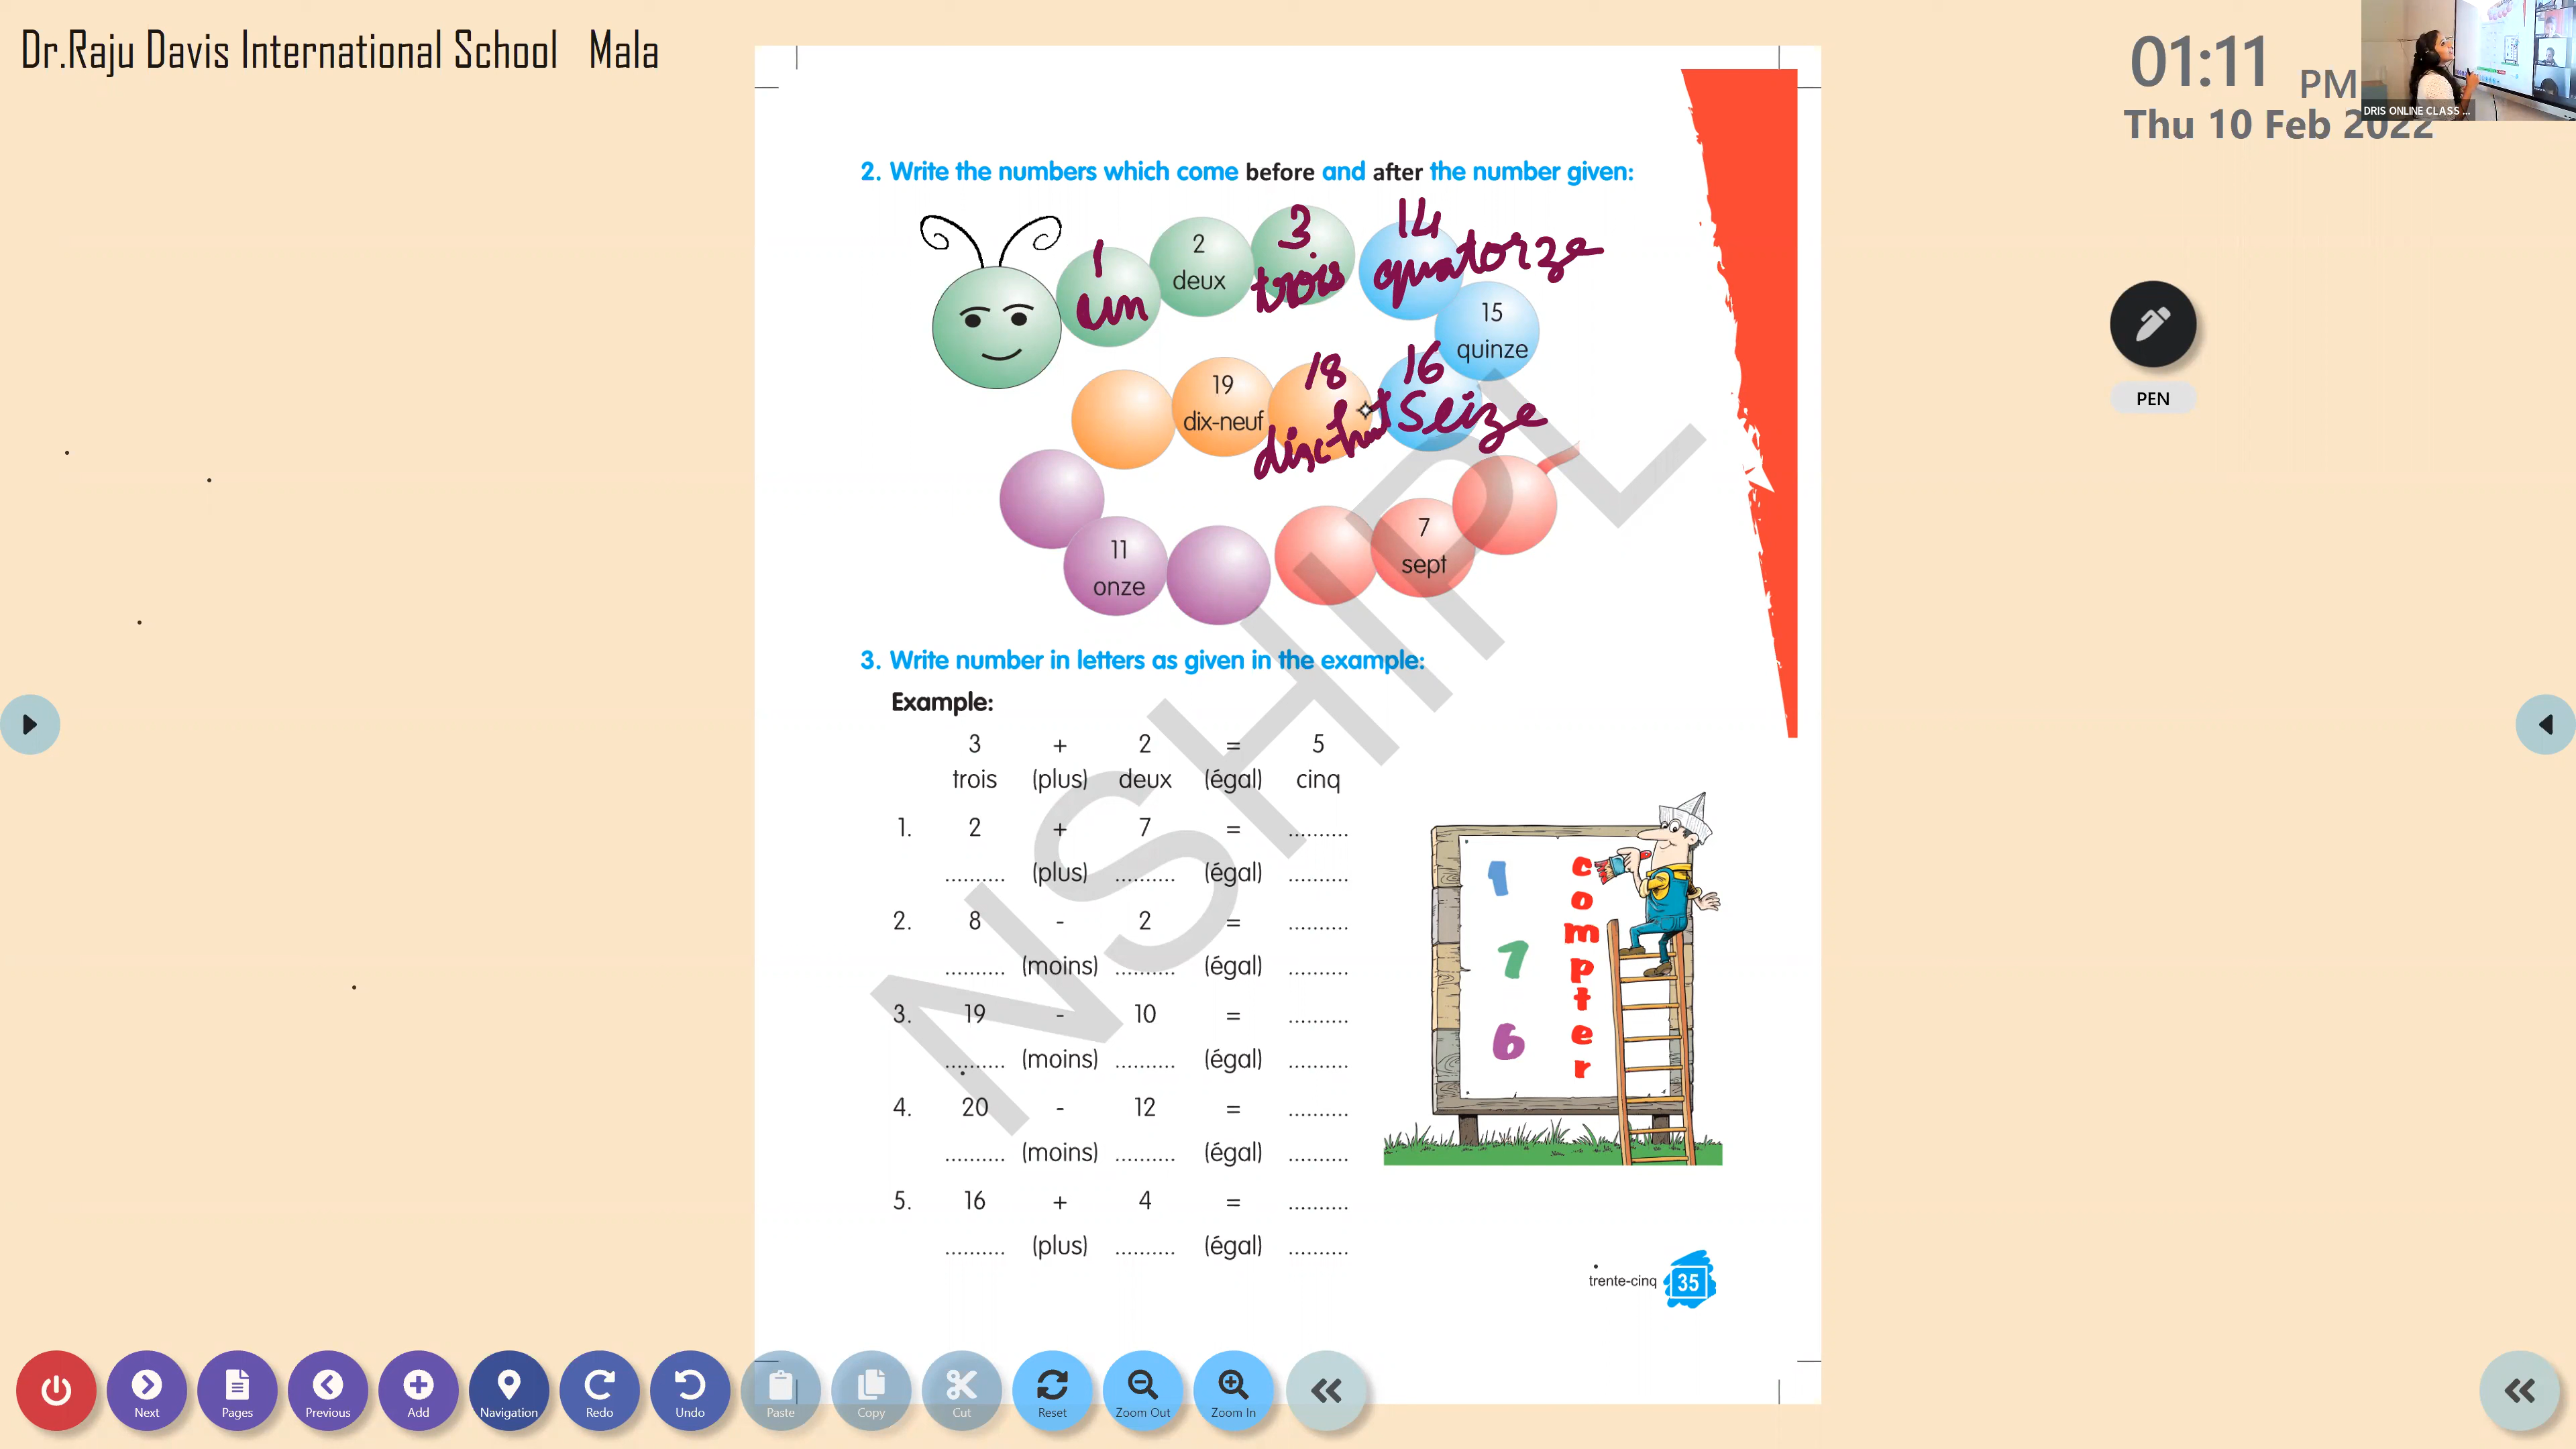 Dr.Raju Davis International School Mala
01:11 PM
Thu 10 Feb 2022
DRIS ONLINE CLASS ...
PEN
2. Write the numbers which come before and after the number given:
1
un
2
deux
3
trois
14
quatorze
15
quinze
16
Seize
18
19
dix-neuf
11
onze
7
sept
3. Write number in letters as given in the example:
Example:
3 + 2 = 5
trois (plus) deux (égal) cinq
1. 2 + 7 = ..........
.......... (plus) .......... (égal) ..........
2. 8 - 2 = ..........
.......... (moins) .......... (égal) ..........
3. 19 - 10 = ..........
.......... (moins) .......... (égal) ..........
4. 20 - 12 = ..........
.......... (moins) .......... (égal) ..........
5. 16 + 4 = ..........
.......... (plus) .......... (égal) ..........
1
7
6
compter
NSHIPL
trente-cinq 35
Next
Pages
Previous
Add
Navigation
Redo
Undo
Paste
Copy
Cut
Reset
Zoom Out
Zoom In